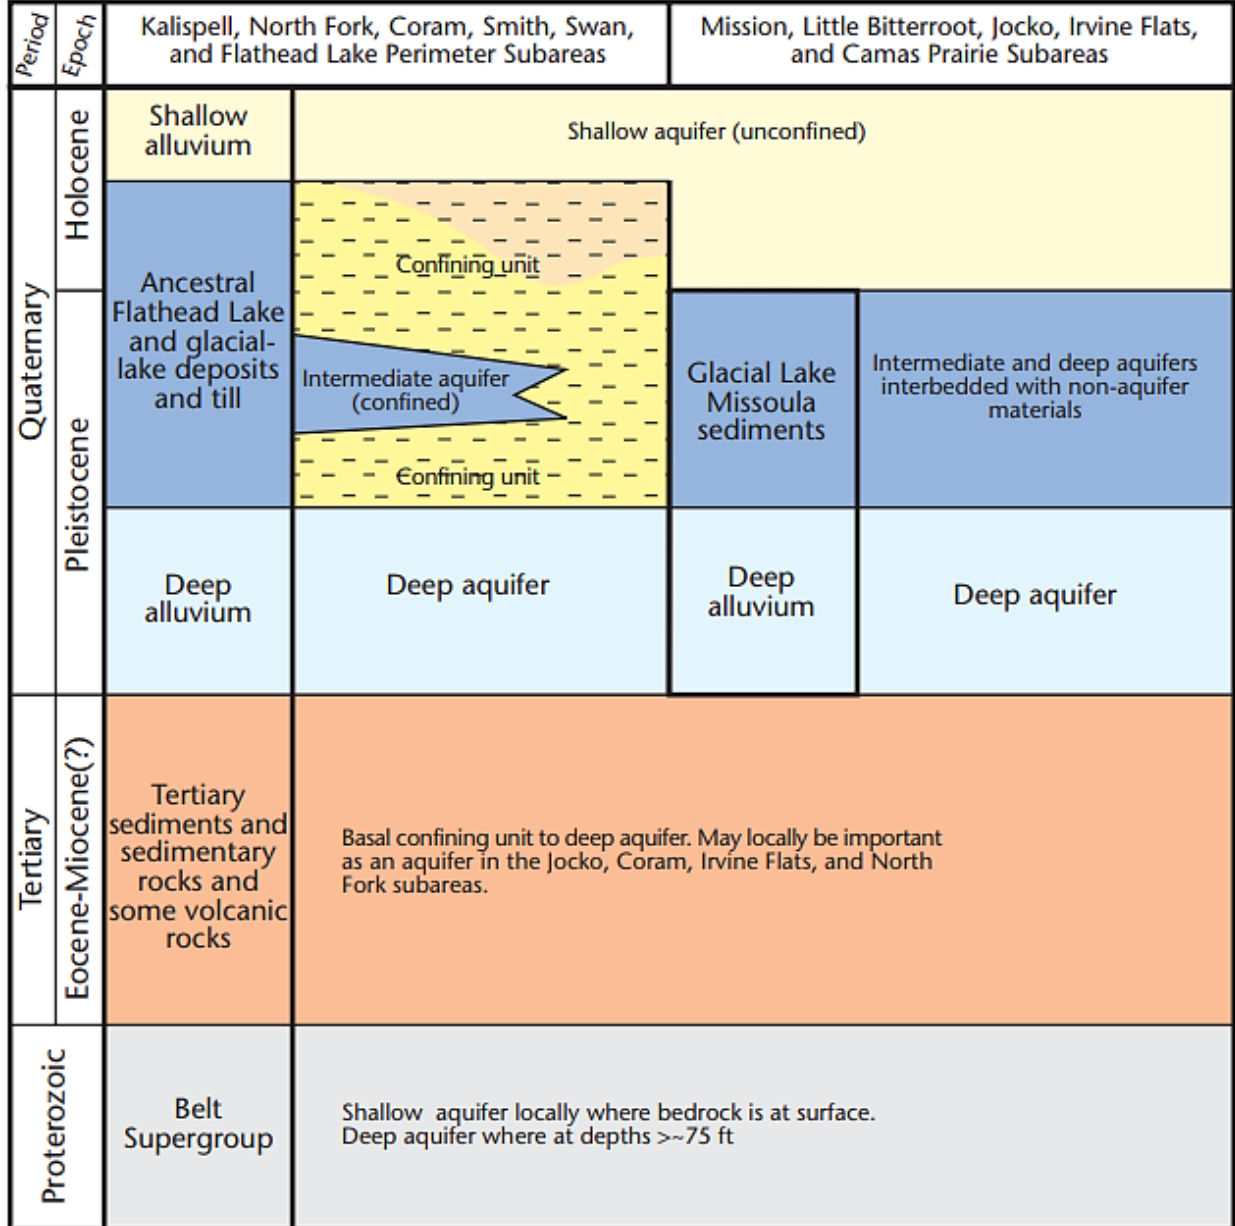 Period
Epoch
Kalispell, North Fork, Coram, Smith, Swan,
and Flathead Lake Perimeter Subareas
Mission, Little Bitterroot, Jocko, Irvine Flats,
and Camas Prairie Subareas
Quaternary
Holocene
Shallow
alluvium
Shallow aquifer (unconfined)
Ancestral
Flathead Lake
and glacial-
lake deposits
and till
Confining unit
Intermediate aquifer
(confined)
Confining unit
Glacial Lake
Missoula
sediments
Intermediate and deep aquifers
interbedded with non-aquifer
materials
Pleistocene
Deep
alluvium
Deep aquifer
Deep
alluvium
Deep aquifer
Tertiary
Eocene-Miocene(?)
Tertiary
sediments and
sedimentary
rocks and
some volcanic
rocks
Basal confining unit to deep aquifer. May locally be important
as an aquifer in the Jocko, Coram, Irvine Flats, and North
Fork subareas.
Proterozoic
Belt
Supergroup
Shallow aquifer locally where bedrock is at surface.
Deep aquifer where at depths >~75 ft